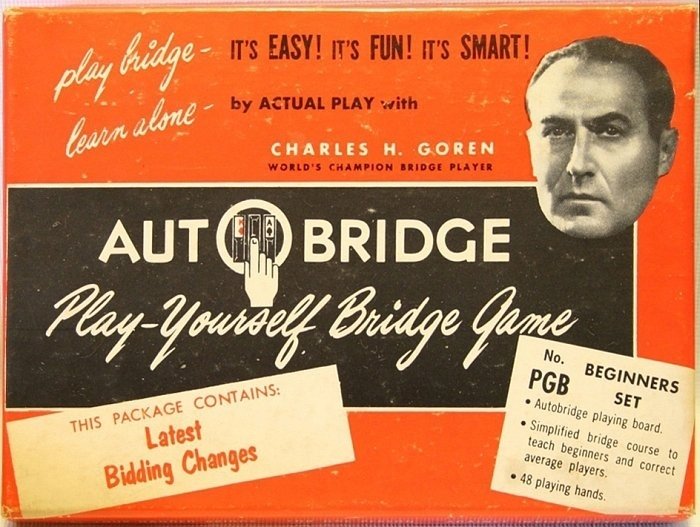 play bridge-
learn alone-
IT'S EASY! IT'S FUN! IT'S SMART!
by ACTUAL PLAY with
CHARLES H. GOREN
WORLD'S CHAMPION BRIDGE PLAYER
AUTOBRIDGE
Play-Yourself Bridge Game
THIS PACKAGE CONTAINS:
Latest
Bidding Changes
No.
PGB
BEGINNERS
SET
• Autobridge playing board.
• Simplified bridge course to
teach beginners and correct
average players.
• 48 playing hands.